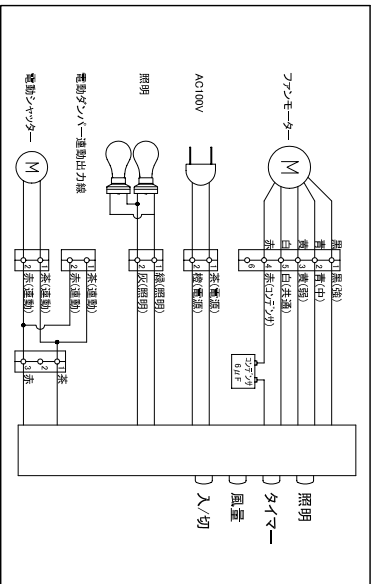 ファンモーター
黒 1 黒(強)
青 2 青(中)
黄 3 黄(弱)
白 5 白(共通)
赤 4 赤(コンデンサ)
6
コンデンサ
6μF
AC100V
1 茶(電源)
2 橙(電源)
照明
1 緑(照明)
2 灰(照明)
電動ダンパー連動出力線
1 茶(連動)
2 赤(連動)
電動シャッター
M
M
1 茶(連動)
2 赤(連動)
1 茶
2
3 赤
照明
タイマー
風量
入/切